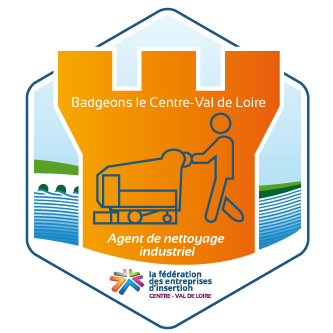 Badgeons le Centre-Val de Loire
Agent de nettoyage
industriel
la fédération
des entreprises
d'insertion
CENTRE - VAL DE LOIRE